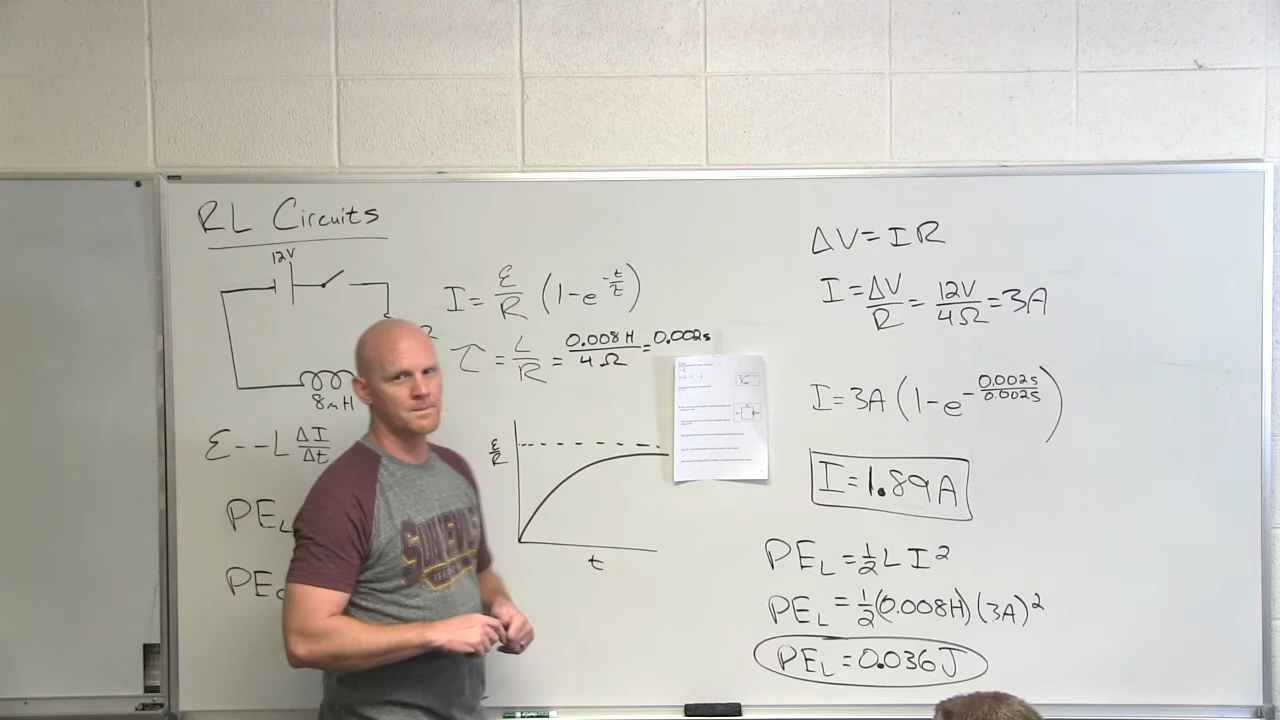 RL Circuits
12V
8mH
Ɛ--L ΔI/Δt
PE_L
PE
I = Ɛ/R (1-e^-t/τ)
τ = L/R = 0.008H/4Ω = 0.002s
Ɛ/R
t
ΔV = IR
I = ΔV/R = 12V/4Ω = 3A
I = 3A (1-e^-0.002s/0.002s)
I = 1.89A
PE_L = ½ L I²
PE_L = ½(0.008H)(3A)²
PE_L = 0.036J